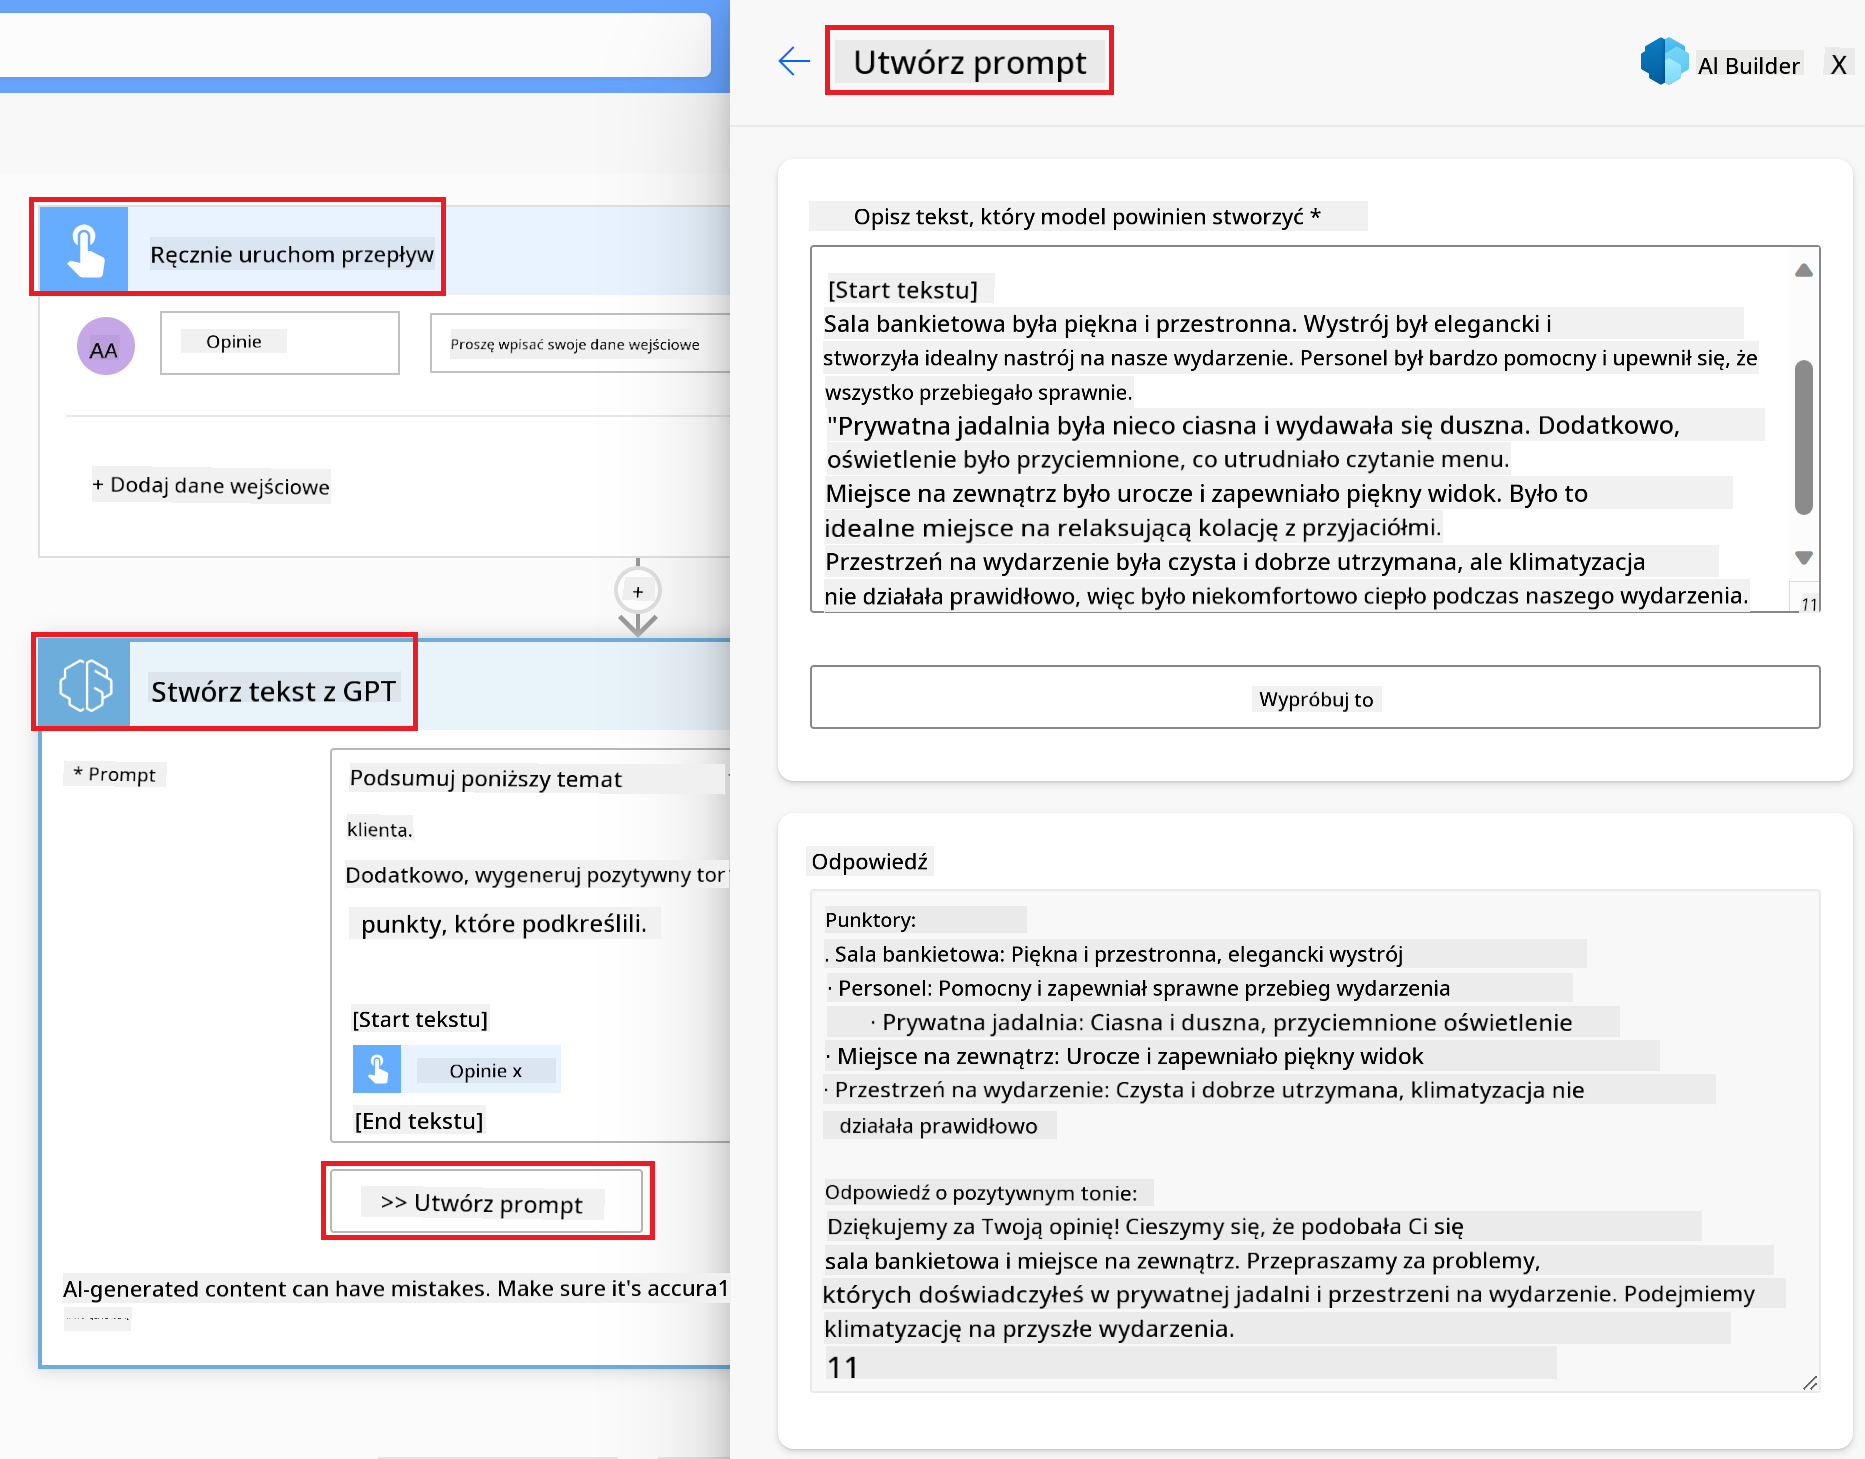 Ręcznie uruchom przepływ
AA
Opinie
Proszę wpisać swoje dane wejściowe
+ Dodaj dane wejściowe
+
Stwórz tekst z GPT
* Prompt
Podsumuj poniższy temat
klienta.
Dodatkowo, wygeneruj pozytywny
punkty, które podkreślili.
[Start tekstu]
Opinie x
[End tekstu]
>> Utwórz prompt
AI-generated content can have mistakes. Make sure it's
Utwórz prompt
AI Builder
X
Opisz tekst, który model powinien stworzyć *
[Start tekstu]
Sala bankietowa była piękna i przestronna. Wystrój był elegancki i
stworzyła idealny nastrój na nasze wydarzenie. Personel był bardzo pomocny i upewnił się, że
wszystko przebiegało sprawnie.
"Prywatna jadalnia była nieco ciasna i wydawała się duszna. Dodatkowo,
oświetlenie było przyciemnione, co utrudniało czytanie menu.
Miejsce na zewnątrz było urocze i zapewniało piękny widok. Było to
idealne miejsce na relaksującą kolację z przyjaciółmi.
Przestrzeń na wydarzenie była czysta i dobrze utrzymana, ale klimatyzacja
nie działała prawidłowo, więc było niekomfortowo ciepło podczas naszego wydarzenia.
11
Wypróbuj to
Odpowiedź
Punktory:
. Sala bankietowa: Piękna i przestronna, elegancki wystrój
· Personel: Pomocny i zapewniał sprawne przebieg wydarzenia
· Prywatna jadalnia: Ciasna i duszna, przyciemnione oświetlenie
· Miejsce na zewnątrz: Urocze i zapewniało piękny widok
· Przestrzeń na wydarzenie: Czysta i dobrze utrzymana, klimatyzacja nie
działała prawidłowo
Odpowiedź o pozytywnym tonie:
Dziękujemy za Twoją opinię! Cieszymy się, że podobała Ci się
sala bankietowa i miejsce na zewnątrz. Przepraszamy za problemy,
których doświadczyłeś w prywatnej jadalni i przestrzeni na wydarzenie. Podejmiemy
klimatyzację na przyszłe wydarzenia.
11